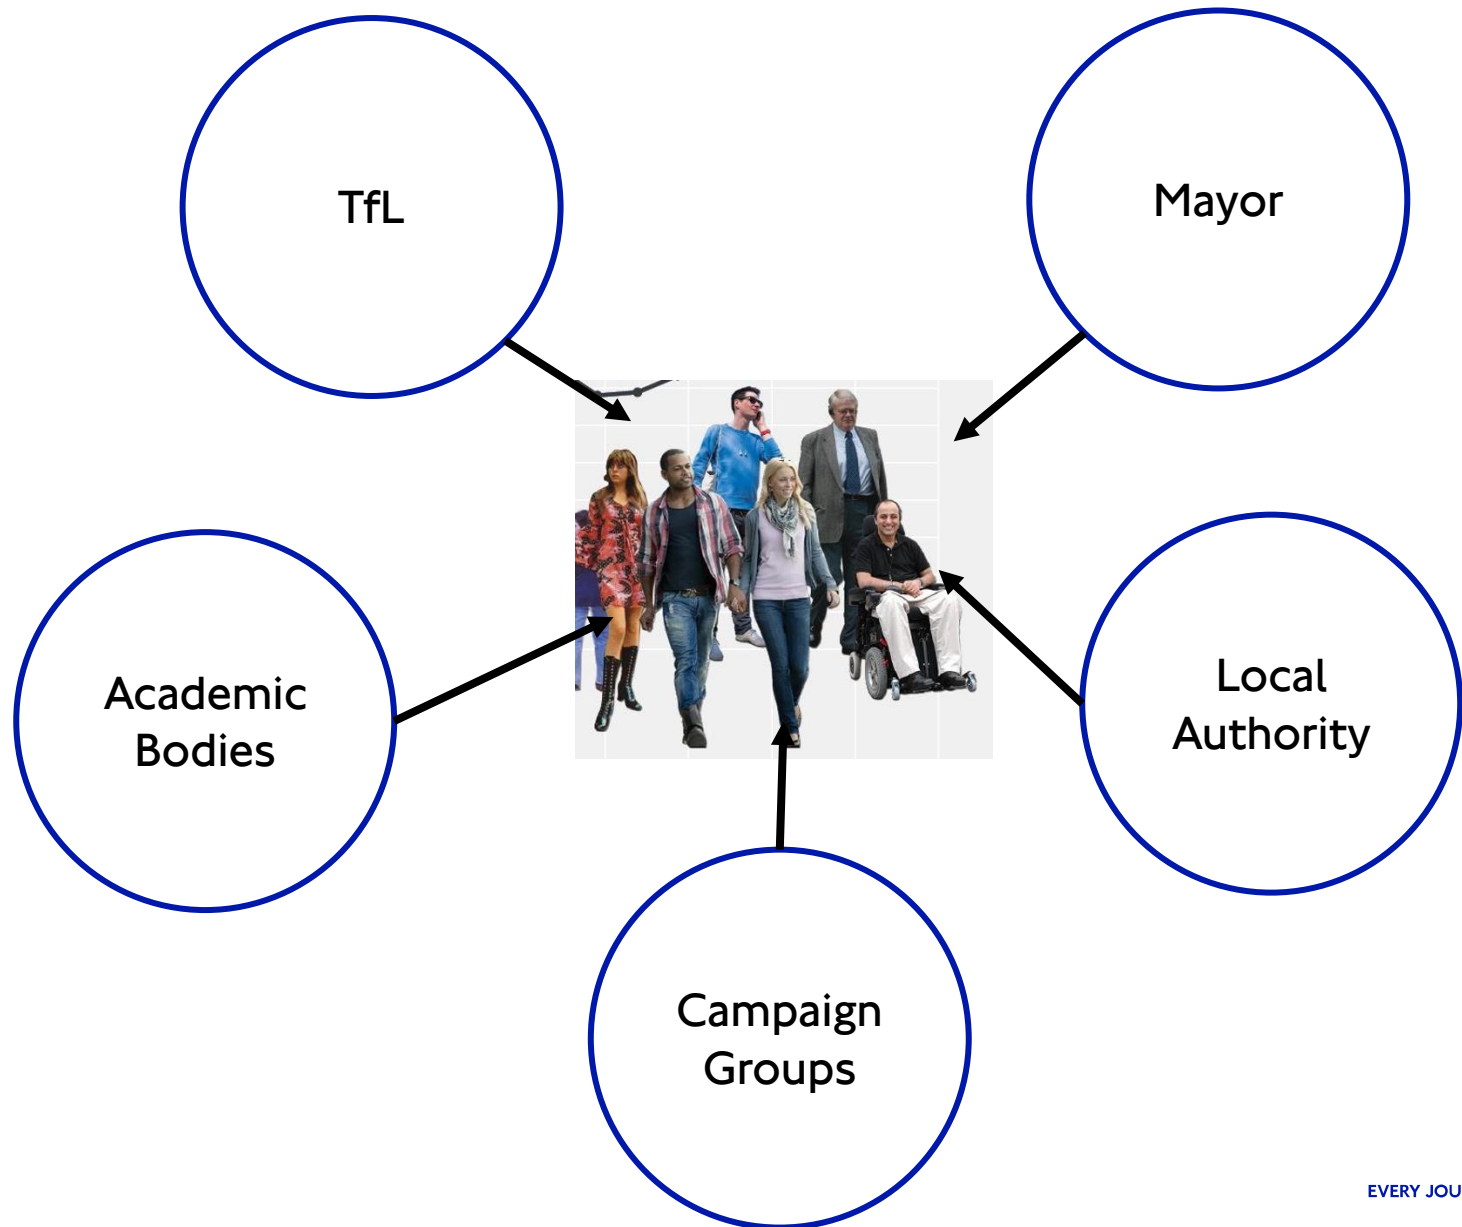 TfL
Mayor
Academic
Bodies
Local
Authority
Campaign
Groups
EVERY JOU